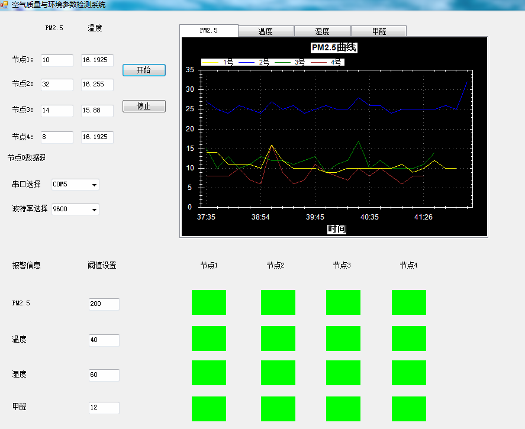 空气质量与环境参数检测系统
PM2.5 温度
节点1: 10 16.1925
节点2: 32 16.255
节点3: 14 15.88
节点4: 8 16.1925
开始
停止
节点0数据源
串口选择 COM5
波特率选择 9600
PM2.5 温度 湿度 甲醛
PM2.5曲线
1号 2号 3号 4号
35
30
25
20
15
10
5
0
37:35 38:54 39:45 40:35 41:26
时间
报警信息 阈值设置 节点1 节点2 节点3 节点4
PM2.5 200
温度 40
湿度 60
甲醛 12